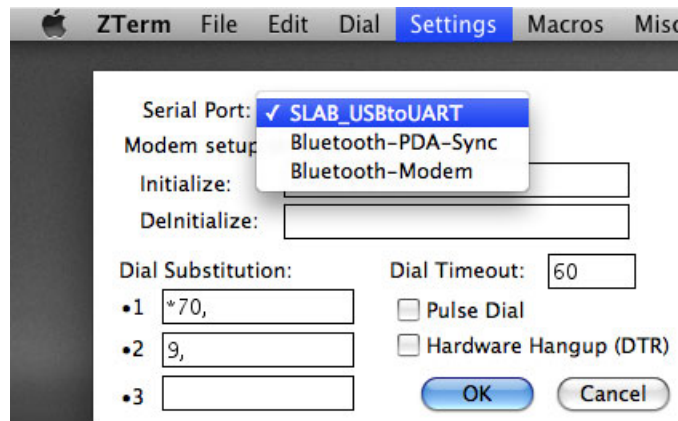 ZTerm File Edit Dial Settings Macros Misc
Serial Port: ✓ SLAB_USBtoUART
Bluetooth-PDA-Sync
Bluetooth-Modem
Modem setup
Initialize:
DeInitialize:
Dial Substitution: Dial Timeout: 60
•1 *70, Pulse Dial
•2 9, Hardware Hangup (DTR)
•3 OK Cancel